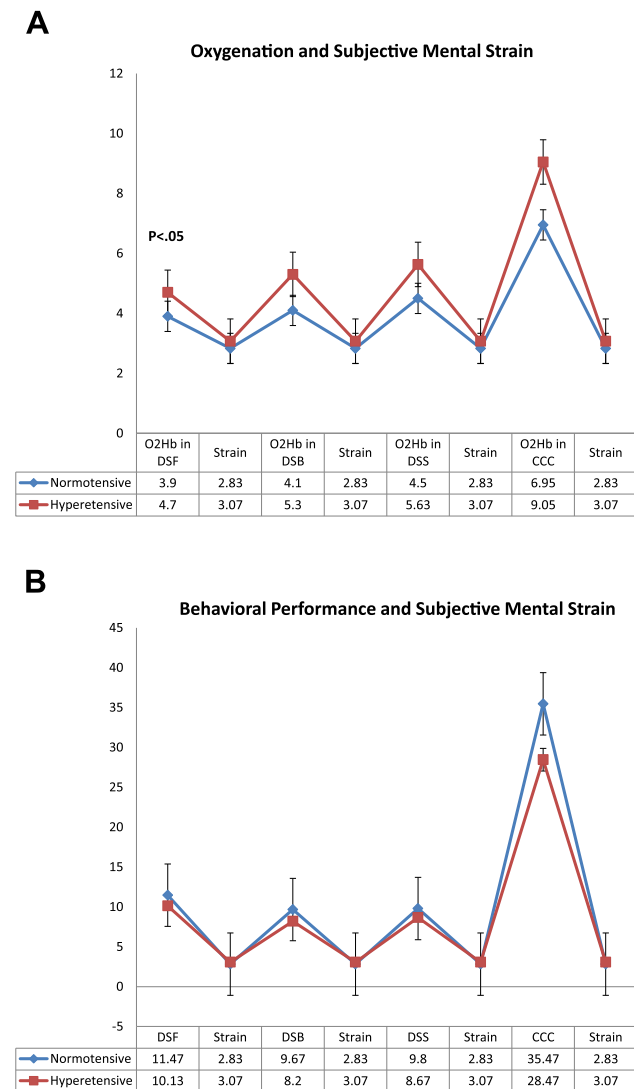 A
Oxygenation and Subjective Mental Strain
12
10
8
6
4
2
0
P<.05
O2Hb in DSF Strain O2Hb in DSB Strain O2Hb in DSS Strain O2Hb in CCC Strain
Normotensive 3.9 2.83 4.1 2.83 4.5 2.83 6.95 2.83
Hyperetensive 4.7 3.07 5.3 3.07 5.63 3.07 9.05 3.07
B
Behavioral Performance and Subjective Mental Strain
45
40
35
30
25
20
15
10
5
0
-5
DSF Strain DSB Strain DSS Strain CCC Strain
Normotensive 11.47 2.83 9.67 2.83 9.8 2.83 35.47 2.83
Hyperetensive 10.13 3.07 8.2 3.07 8.67 3.07 28.47 3.07